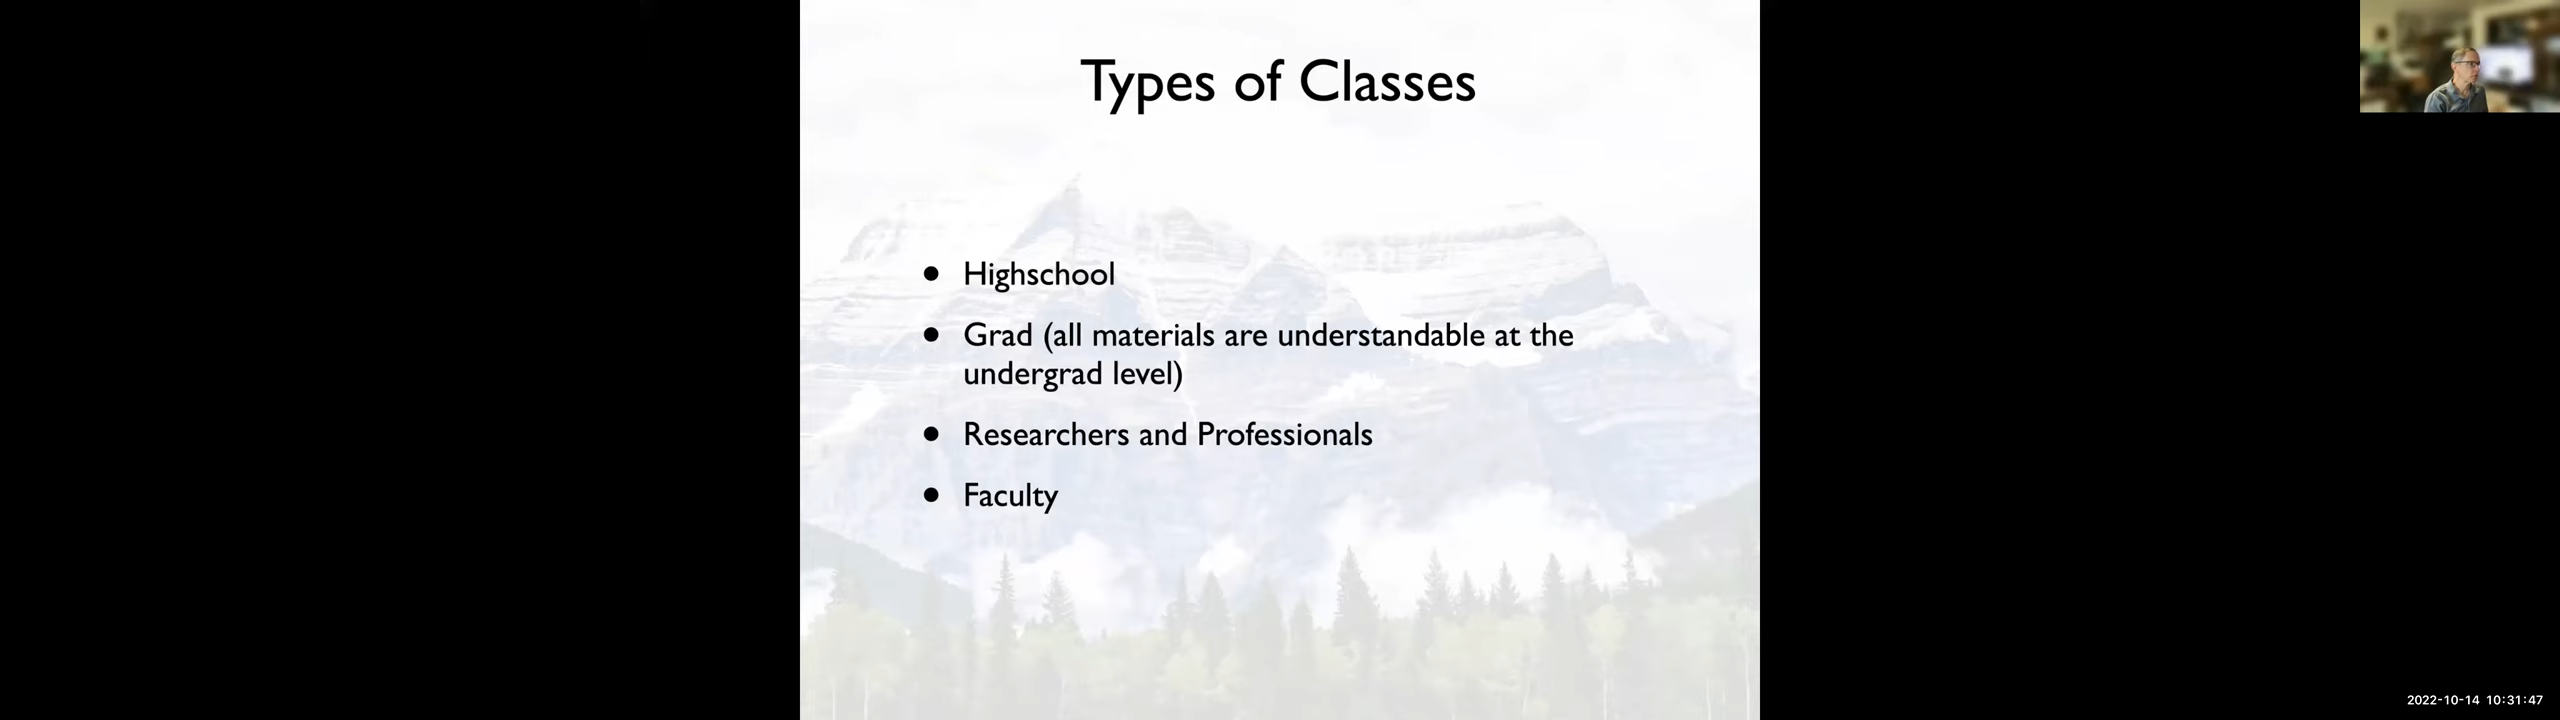 Types of Classes
• Highschool
• Grad (all materials are understandable at the
undergrad level)
• Researchers and Professionals
• Faculty
2022-10-14 10:31:47